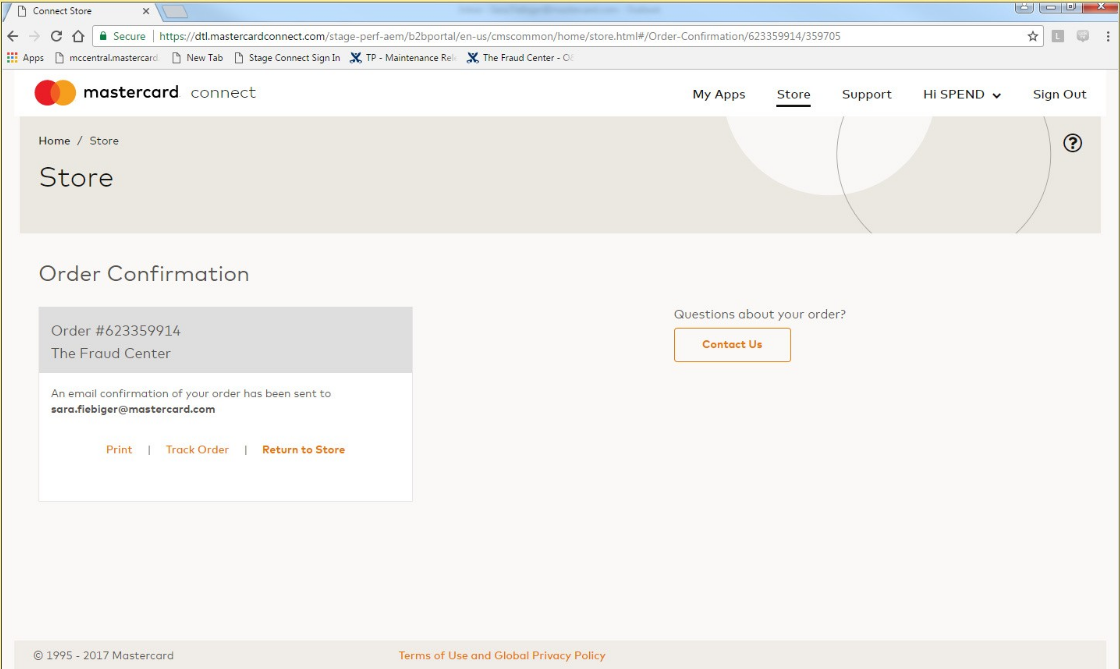 Connect Store
Secure | https://dtl.mastercardconnect.com/stage-perf-aem/b2bportal/en-us/cmscommon/home/store.html#/Order-Confirmation/623359914/359705
Apps mccentral.mastercard New Tab Stage Connect Sign In TP - Maintenance Rel The Fraud Center - O
mastercard connect My Apps Store Support Hi SPEND Sign Out
Home / Store
Store
Order Confirmation
Order #623359914
The Fraud Center
An email confirmation of your order has been sent to
sara.fiebiger@mastercard.com
Print | Track Order | Return to Store
Questions about your order?
Contact Us
© 1995 - 2017 Mastercard Terms of Use and Global Privacy Policy